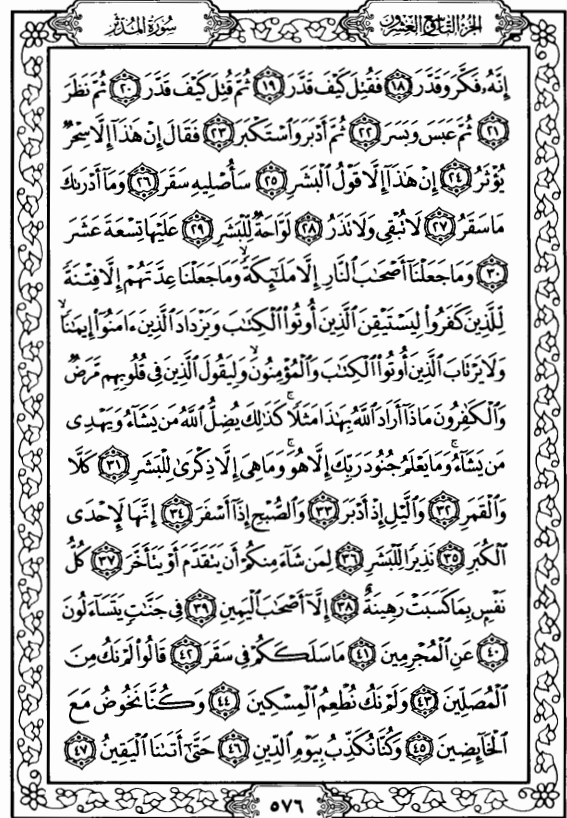 الجزء التاسع والعشرون
سورة المدثر
إِنَّهُۥ فَكَّرَ وَقَدَّرَ ١٨ فَقُتِلَ كَيْفَ قَدَّرَ ١٩ ثُمَّ قُتِلَ كَيْفَ قَدَّرَ ٢٠ ثُمَّ نَظَرَ
٢١ ثُمَّ عَبَسَ وَبَسَرَ ٢٢ ثُمَّ أَدْبَرَ وَٱسْتَكْبَرَ ٢٣ فَقَالَ إِنْ هَٰذَآ إِلَّا سِحْرٌ
يُؤْثَرُ ٢٤ إِنْ هَٰذَآ إِلَّا قَوْلُ ٱلْبَشَرِ ٢٥ سَأُصْلِيهِ سَقَرَ ٢٦ وَمَآ أَدْرَىٰكَ
مَا سَقَرُ ٢٧ لَا تُبْقِى وَلَا تَذَرُ ٢٨ لَوَّاحَةٌ لِّلْبَشَرِ ٢٩ عَلَيْهَا تِسْعَةَ عَشَرَ
٣٠ وَمَا جَعَلْنَآ أَصْحَٰبَ ٱلنَّارِ إِلَّا مَلَٰٓئِكَةً ۙ وَمَا جَعَلْنَا عِدَّتَهُمْ إِلَّا فِتْنَةً
لِّلَّذِينَ كَفَرُوا۟ لِيَسْتَيْقِنَ ٱلَّذِينَ أُوتُوا۟ ٱلْكِتَٰبَ وَيَزْدَادَ ٱلَّذِينَ ءَامَنُوٓا۟ إِيمَٰنًا ۙ
وَلَا يَرْتَابَ ٱلَّذِينَ أُوتُوا۟ ٱلْكِتَٰبَ وَٱلْمُؤْمِنُونَ ۙ وَلِيَقُولَ ٱلَّذِينَ فِى قُلُوبِهِم مَّرَضٌ
وَٱلْكَٰفِرُونَ مَاذَآ أَرَادَ ٱللَّهُ بِهَٰذَا مَثَلًا ۚ كَذَٰلِكَ يُضِلُّ ٱللَّهُ مَن يَشَآءُ وَيَهْدِى
مَن يَشَآءُ ۚ وَمَا يَعْلَمُ جُنُودَ رَبِّكَ إِلَّا هُوَ ۚ وَمَا هِىَ إِلَّا ذِكْرَىٰ لِلْبَشَرِ ٣١ كَلَّا
وَٱلْقَمَرِ ٣٢ وَٱلَّيْلِ إِذْ أَدْبَرَ ٣٣ وَٱلصُّبْحِ إِذَآ أَسْفَرَ ٣٤ إِنَّهَا لَإِحْدَى
ٱلْكُبَرِ ٣٥ نَذِيرًا لِّلْبَشَرِ ٣٦ لِمَن شَآءَ مِنكُمْ أَن يَتَقَدَّمَ أَوْ يَتَأَخَّرَ ٣٧ كُلُّ
نَفْسٍۭ بِمَا كَسَبَتْ رَهِينَةٌ ٣٨ إِلَّآ أَصْحَٰبَ ٱلْيَمِينِ ٣٩ فِى جَنَّٰتٍ يَتَسَآءَلُونَ
٤٠ عَنِ ٱلْمُجْرِمِينَ ٤١ مَا سَلَكَكُمْ فِى سَقَرَ ٤٢ قَالُوا۟ لَمْ نَكُ مِنَ
ٱلْمُصَلِّينَ ٤٣ وَلَمْ نَكُ نُطْعِمُ ٱلْمِسْكِينَ ٤٤ وَكُنَّا نَخُوضُ مَعَ
ٱلْخَآئِضِينَ ٤٥ وَكُنَّا نُكَذِّبُ بِيَوْمِ ٱلدِّينِ ٤٦ حَتَّىٰٓ أَتَىٰنَا ٱلْيَقِينُ ٤٧
٥٧٦